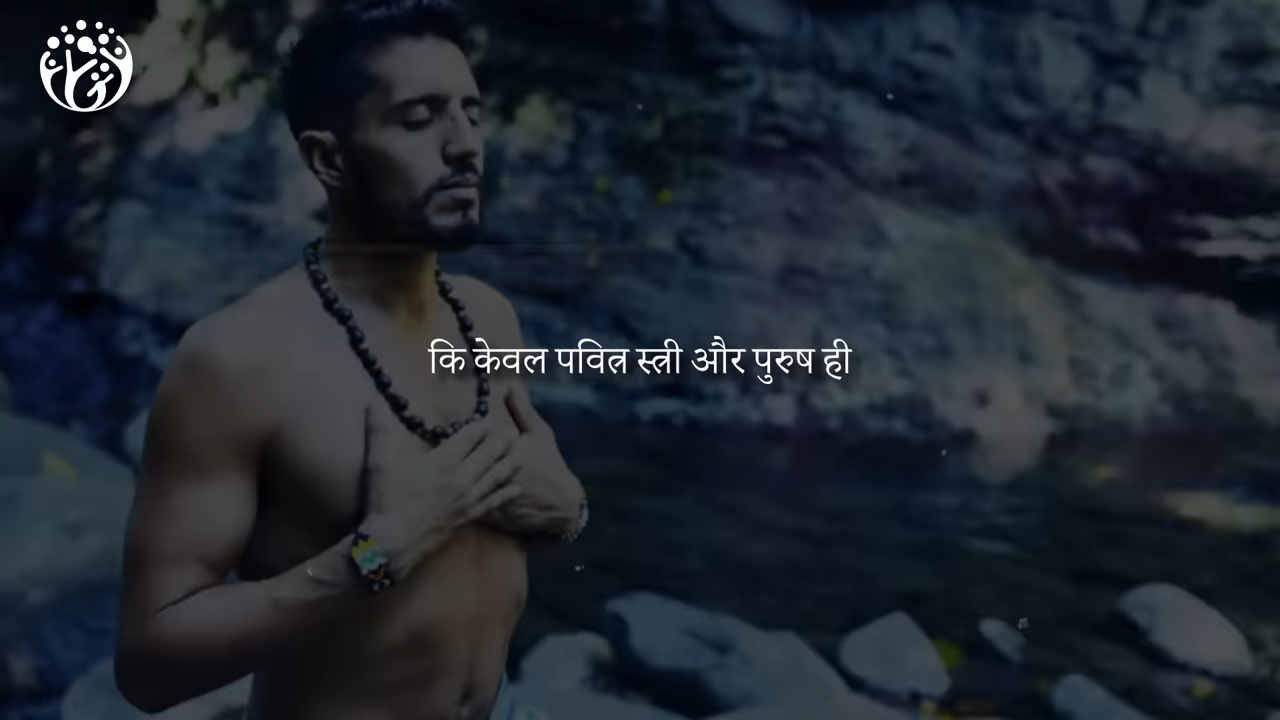 कि केवल पवित्र स्त्री और पुरुष ही